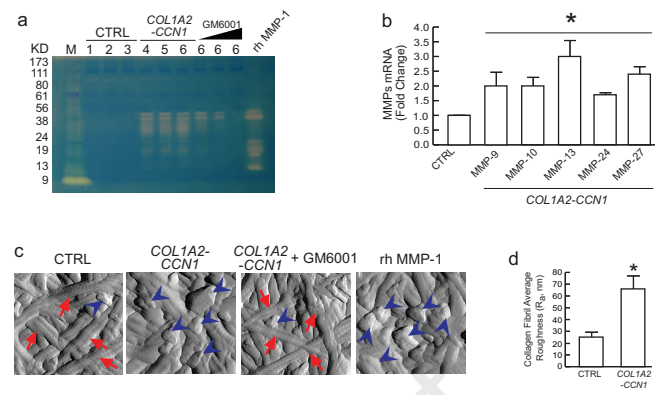 a
COL1A2
-CCN1
GM6001
rh MMP-1
CTRL
KD
M
1
2
3
4
5
6
6
6
6
173
111
80
61
56
38
24
19
13
9
b
*
MMPs mRNA
(Fold Change)
4.0
3.5
3.0
2.5
2.0
1.5
1.0
0.5
0.0
CTRL
MMP-9
MMP-10
MMP-13
MMP-24
MMP-27
COL1A2-CCN1
c
CTRL
COL1A2-
CCN1
COL1A2
-CCN1 + GM6001
rh MMP-1
d
*
Collagen Fibril Average
Roughness (Ra, nm)
80
70
60
50
40
30
20
10
0
CTRL
COL1A2
-CCN1